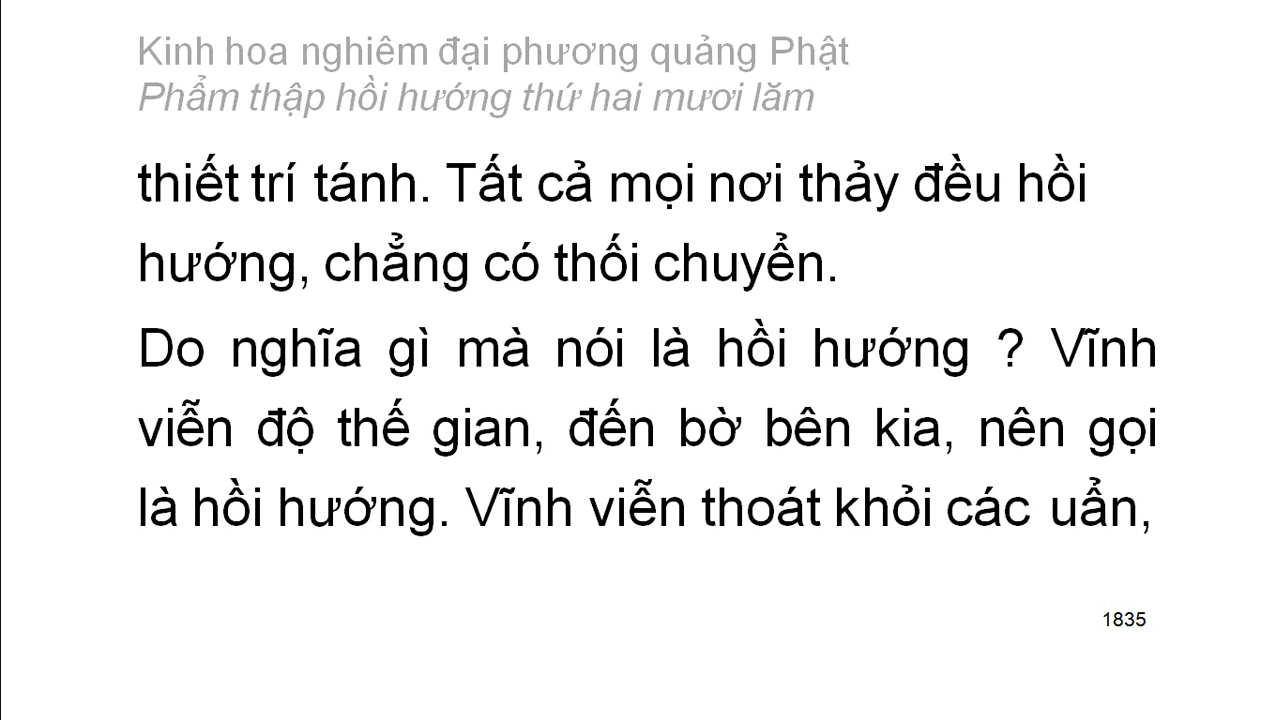 Kinh hoa nghiêm đại phương quảng Phật
Phẩm thập hồi hướng thứ hai mươi lăm
thiết trí tánh. Tất cả mọi nơi thảy đều hồi
hướng, chẳng có thối chuyển.
Do nghĩa gì mà nói là hồi hướng ? Vĩnh
viễn độ thế gian, đến bờ bên kia, nên gọi
là hồi hướng. Vĩnh viễn thoát khỏi các uẩn,
1835